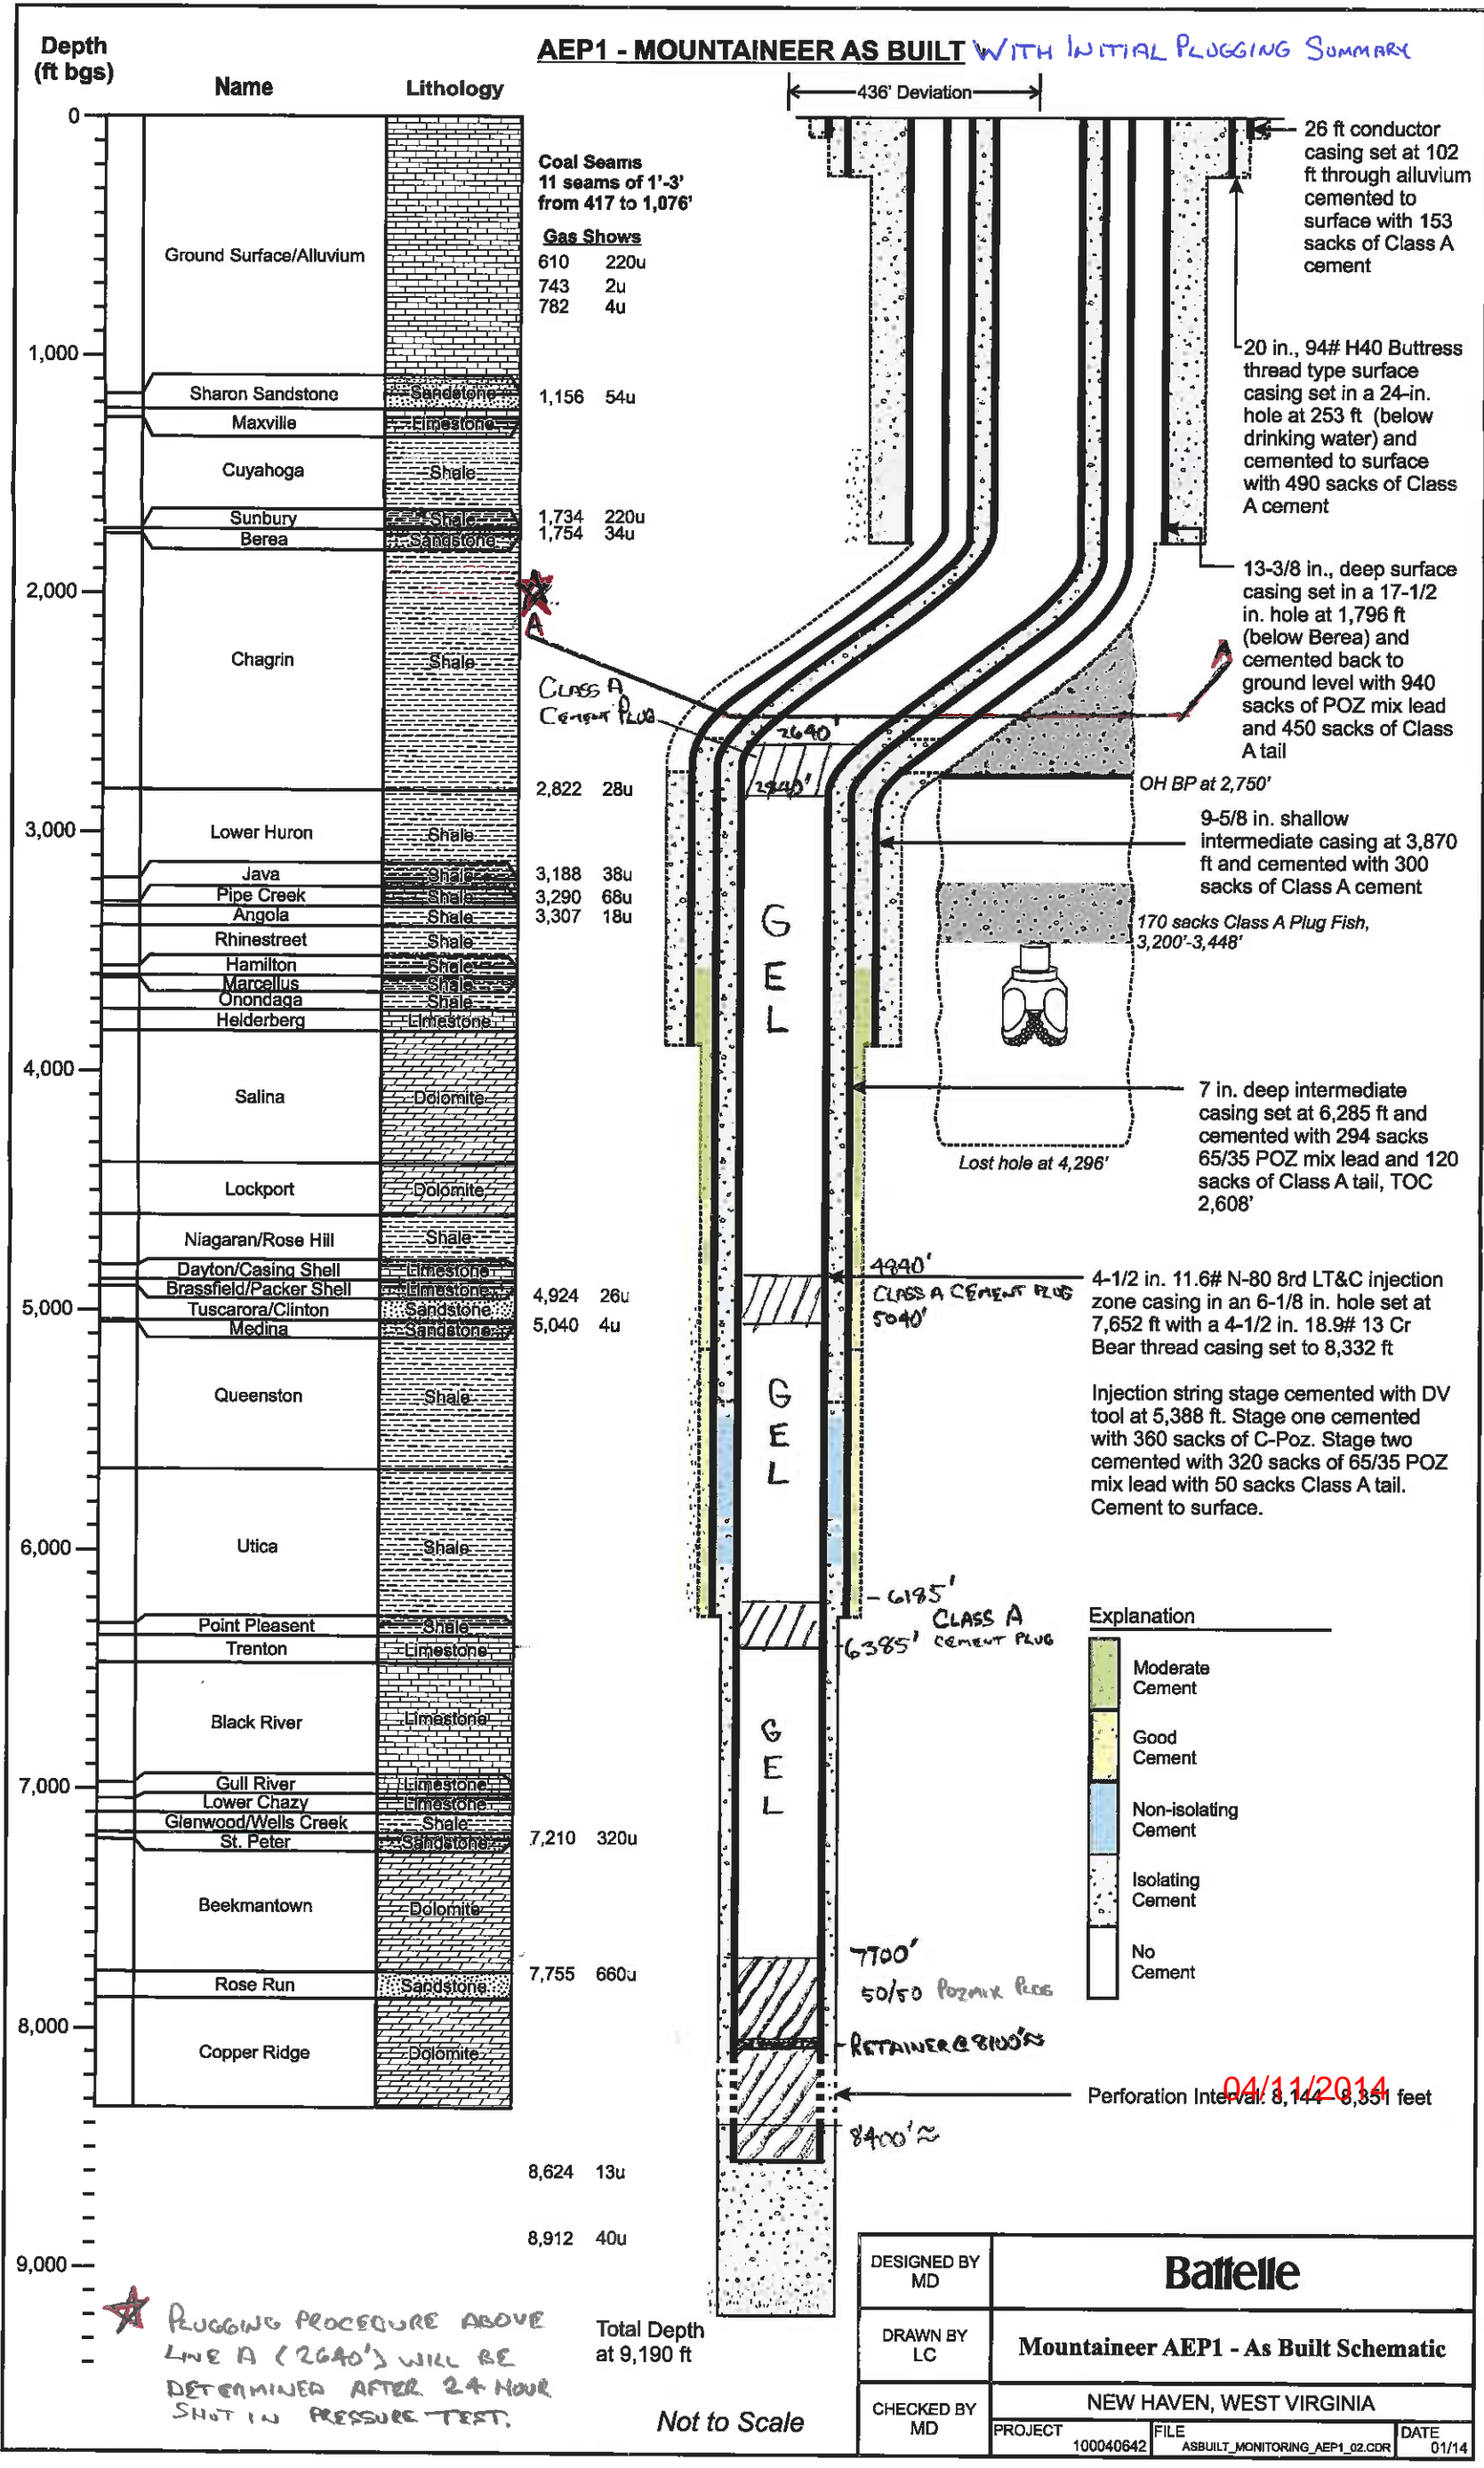 AEP1 - MOUNTAINEER AS BUILT WITH INITIAL PLUGGING SUMMARY
Depth
(ft bgs)
Name
Lithology
436' Deviation
0
1,000
2,000
3,000
4,000
5,000
6,000
7,000
8,000
9,000
Ground Surface/Alluvium
Sharon Sandstone
Sandstone
Maxville
Limestone
Cuyahoga
Shale
Sunbury
Shale
Berea
Sandstone
Chagrin
Shale
Lower Huron
Shale
Java
Shale
Pipe Creek
Shale
Angola
Shale
Rhinestreet
Shale
Hamilton
Shale
Marcellus
Shale
Onondaga
Shale
Helderberg
Limestone
Salina
Dolomite
Lockport
Dolomite
Niagaran/Rose Hill
Shale
Dayton/Casing Shell
Limestone
Brassfield/Packer Shell
Limestone
Tuscarora/Clinton
Sandstone
Medina
Sandstone
Queenston
Shale
Utica
Shale
Point Pleasant
Shale
Trenton
Limestone
Black River
Limestone
Gull River
Limestone
Lower Chazy
Limestone
Glenwood/Wells Creek
Shale
St. Peter
Sandstone
Beekmantown
Dolomite
Rose Run
Sandstone
Copper Ridge
Dolomite
Coal Seams
11 seams of 1'-3'
from 417 to 1,076'
Gas Shows
610 220u
743 2u
782 4u
1,156 54u
1,734 220u
1,754 34u
2,822 28u
3,188 38u
3,290 68u
3,307 18u
4,924 26u
5,040 4u
7,210 320u
7,755 660u
8,624 13u
8,912 40u
Total Depth
at 9,190 ft
A
CLASS A
CEMENT PLUG
2640
2840'
GEL
4840'
CLASS A CEMENT PLUG
5040'
GEL
6185'
CLASS A
CEMENT PLUG
6385'
GEL
7700'
50/50 POZMIX PLUG
RETAINER @ 8100'≈
8400'≈
26 ft conductor
casing set at 102
ft through alluvium
cemented to
surface with 153
sacks of Class A
cement
20 in., 94# H40 Buttress
thread type surface
casing set in a 24-in.
hole at 253 ft (below
drinking water) and
cemented to surface
with 490 sacks of Class
A cement
13-3/8 in., deep surface
casing set in a 17-1/2
in. hole at 1,796 ft
(below Berea) and
cemented back to
ground level with 940
sacks of POZ mix lead
and 450 sacks of Class
A tail
A
OH BP at 2,750'
9-5/8 in. shallow
intermediate casing at 3,870
ft and cemented with 300
sacks of Class A cement
170 sacks Class A Plug Fish,
3,200'-3,448'
Lost hole at 4,296'
7 in. deep intermediate
casing set at 6,285 ft and
cemented with 294 sacks
65/35 POZ mix lead and 120
sacks of Class A tail, TOC
2,608'
4-1/2 in. 11.6# N-80 8rd LT&C injection
zone casing in an 6-1/8 in. hole set at
7,652 ft with a 4-1/2 in. 18.9# 13 Cr
Bear thread casing set to 8,332 ft
Injection string stage cemented with DV
tool at 5,388 ft. Stage one cemented
with 360 sacks of C-Poz. Stage two
cemented with 320 sacks of 65/35 POZ
mix lead with 50 sacks Class A tail.
Cement to surface.
Explanation
Moderate
Cement
Good
Cement
Non-isolating
Cement
Isolating
Cement
No
Cement
Perforation Interval: 8,144 - 8,351 feet
04/11/2014
PLUGGING PROCEDURE ABOVE
LINE A (2640') WILL BE
DETERMINED AFTER 24 HOUR
SHUT IN PRESSURE TEST.
Not to Scale
DESIGNED BY
MD
Battelle
DRAWN BY
LC
Mountaineer AEP1 - As Built Schematic
CHECKED BY
MD
NEW HAVEN, WEST VIRGINIA
PROJECT
100040642
FILE
ASBUILT_MONITORING_AEP1_02.CDR
DATE
01/14